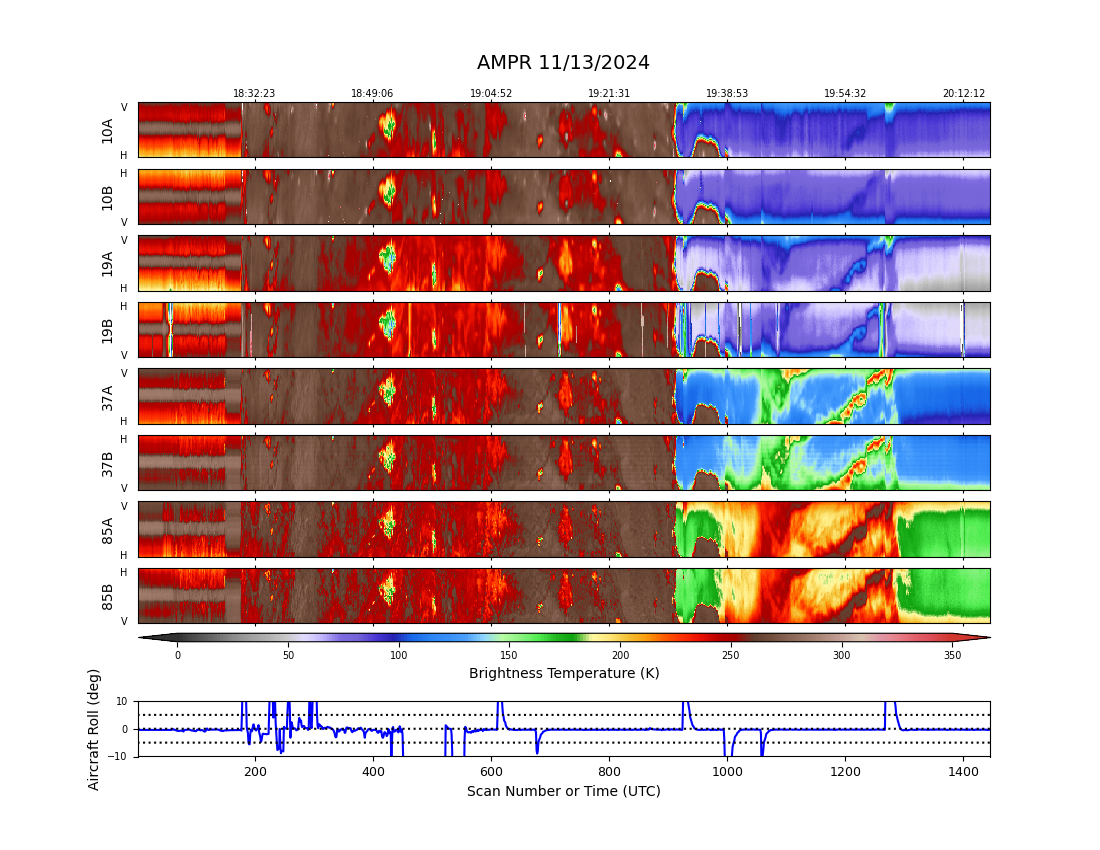 AMPR 11/13/2024
18:32:23 18:49:06 19:04:52 19:21:31 19:38:53 19:54:32 20:12:12
V
10A
H
H
10B
V
V
19A
H
H
19B
V
V
37A
H
H
37B
V
V
85A
H
H
85B
V
0 50 100 150 200 250 300 350
Brightness Temperature (K)
Aircraft Roll (deg)
10
0
−10
200 400 600 800 1000 1200 1400
Scan Number or Time (UTC)